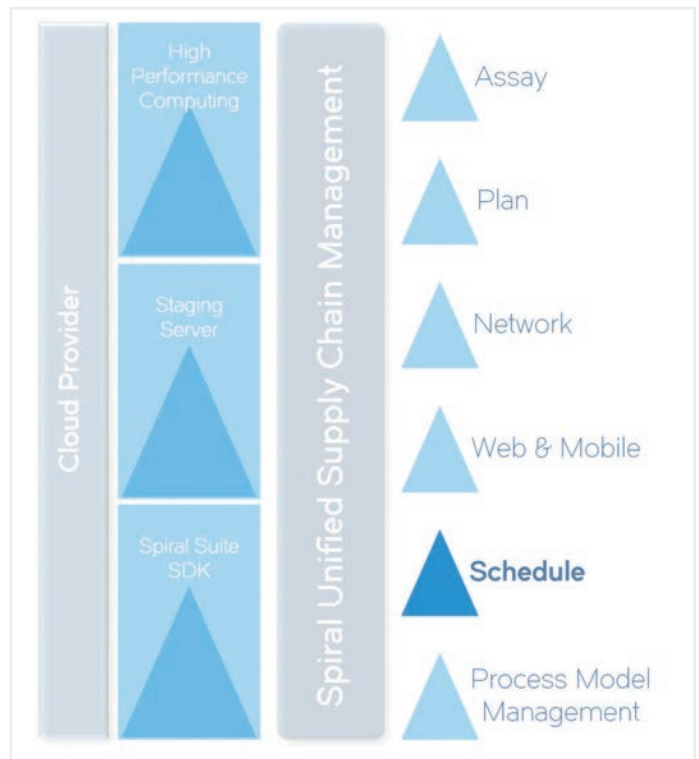 Cloud Provider
High
Performance
Computing
Staging
Server
Spiral Suite
SDK
Spiral Unified Supply Chain Management
Assay
Plan
Network
Web & Mobile
Schedule
Process Model
Management